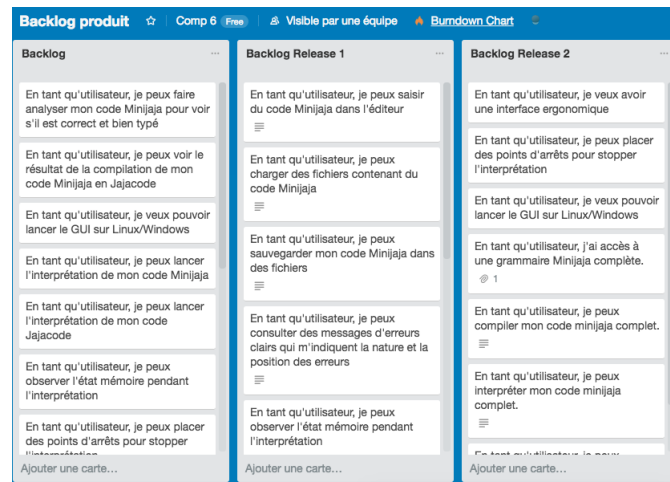 Backlog produit Comp 6 Free Visible par une équipe Burndown Chart
Backlog
En tant qu'utilisateur, je peux faire
analyser mon code Minijaja pour voir
s'il est correct et bien typé
En tant qu'utilisateur, je peux voir le
résultat de la compilation de mon
code Minijaja en Jajacode
En tant qu'utilisateur, je veux pouvoir
lancer le GUI sur Linux/Windows
En tant qu'utilisateur, je peux lancer
l'interprétation de mon code Minijaja
En tant qu'utilisateur, je peux lancer
l'interprétation de mon code
Jajacode
En tant qu'utilisateur, je peux
observer l'état mémoire pendant
l'interprétation
En tant qu'utilisateur, je peux placer
des points d'arrêts pour stopper
l'interprétation
Ajouter une carte…
Backlog Release 1
En tant qu'utilisateur, je peux saisir
du code Minijaja dans l'éditeur
En tant qu'utilisateur, je peux
charger des fichiers contenant du
code Minijaja
En tant qu'utilisateur, je peux
sauvegarder mon code Minijaja dans
des fichiers
En tant qu'utilisateur, je peux
consulter des messages d'erreurs
clairs qui m'indiquent la nature et la
position des erreurs
En tant qu'utilisateur, je peux
observer l'état mémoire pendant
l'interprétation
Ajouter une carte…
Backlog Release 2
En tant qu'utilisateur, je veux avoir
une interface ergonomique
En tant qu'utilisateur, je peux placer
des points d'arrêts pour stopper
l'interprétation
En tant qu'utilisateur, je veux pouvoir
lancer le GUI sur Linux/Windows
En tant qu'utilisateur, j'ai accès à
une grammaire Minijaja complète.
1
En tant qu'utilisateur, je peux
compiler mon code minijaja complet.
En tant qu'utilisateur, je peux
interpréter mon code minijaja
complet.
En tant qu'utilisateur, je peux
Ajouter une carte…